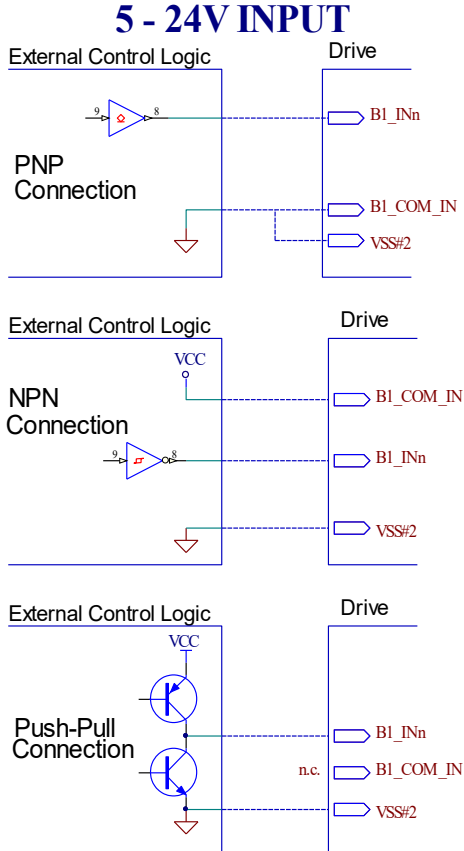 5 - 24V INPUT
External Control Logic
Drive
9
8
B1_INn
PNP
Connection
B1_COM_IN
VSS#2
External Control Logic
Drive
VCC
NPN
Connection
B1_COM_IN
9
8
B1_INn
VSS#2
External Control Logic
Drive
VCC
Push-Pull
Connection
B1_INn
n.c.
B1_COM_IN
VSS#2